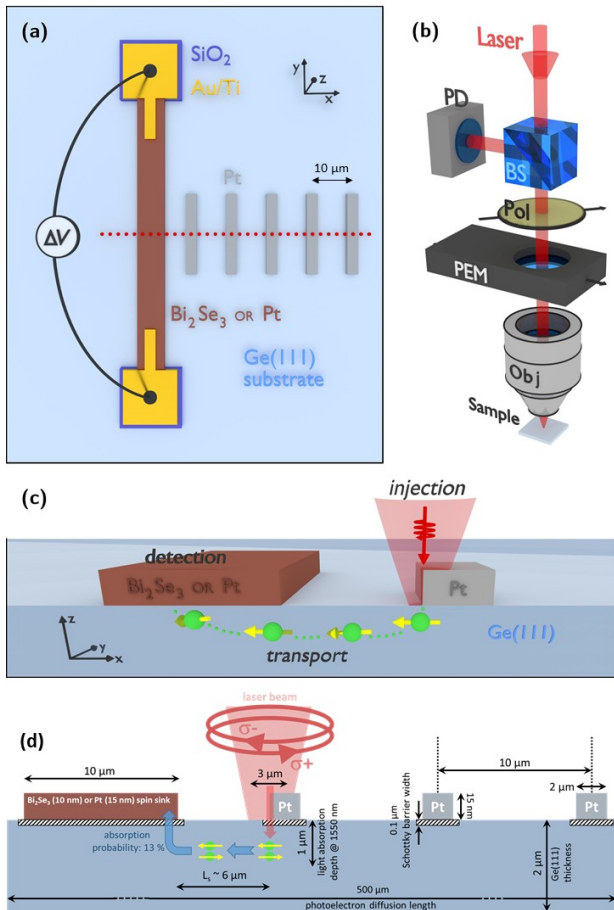 (a)
SiO₂
Au/Ti
y
z
x
10 µm
Pt
ΔV
Bi₂Se₃ OR Pt
Ge(111)
substrate
(b)
Laser
PD
BS
Pol
PEM
Obj
Sample
(c)
injection
detection
Bi₂Se₃ OR Pt
Pt
z
y
x
transport
Ge(111)
(d)
laser beam
σ-
σ+
10 µm
3 µm
10 µm
2 µm
Bi₂Se₃ (10 nm) or Pt (15 nm) spin sink
Pt
Pt
Pt
15 nm
absorption
probability: 13 %
1 µm
light absorption
depth @ 1550 nm
0.1 µm
Schottky barrier width
2 µm
Ge(111)
thickness
Lₛ ~ 6 µm
500 µm
photoelectron diffusion length